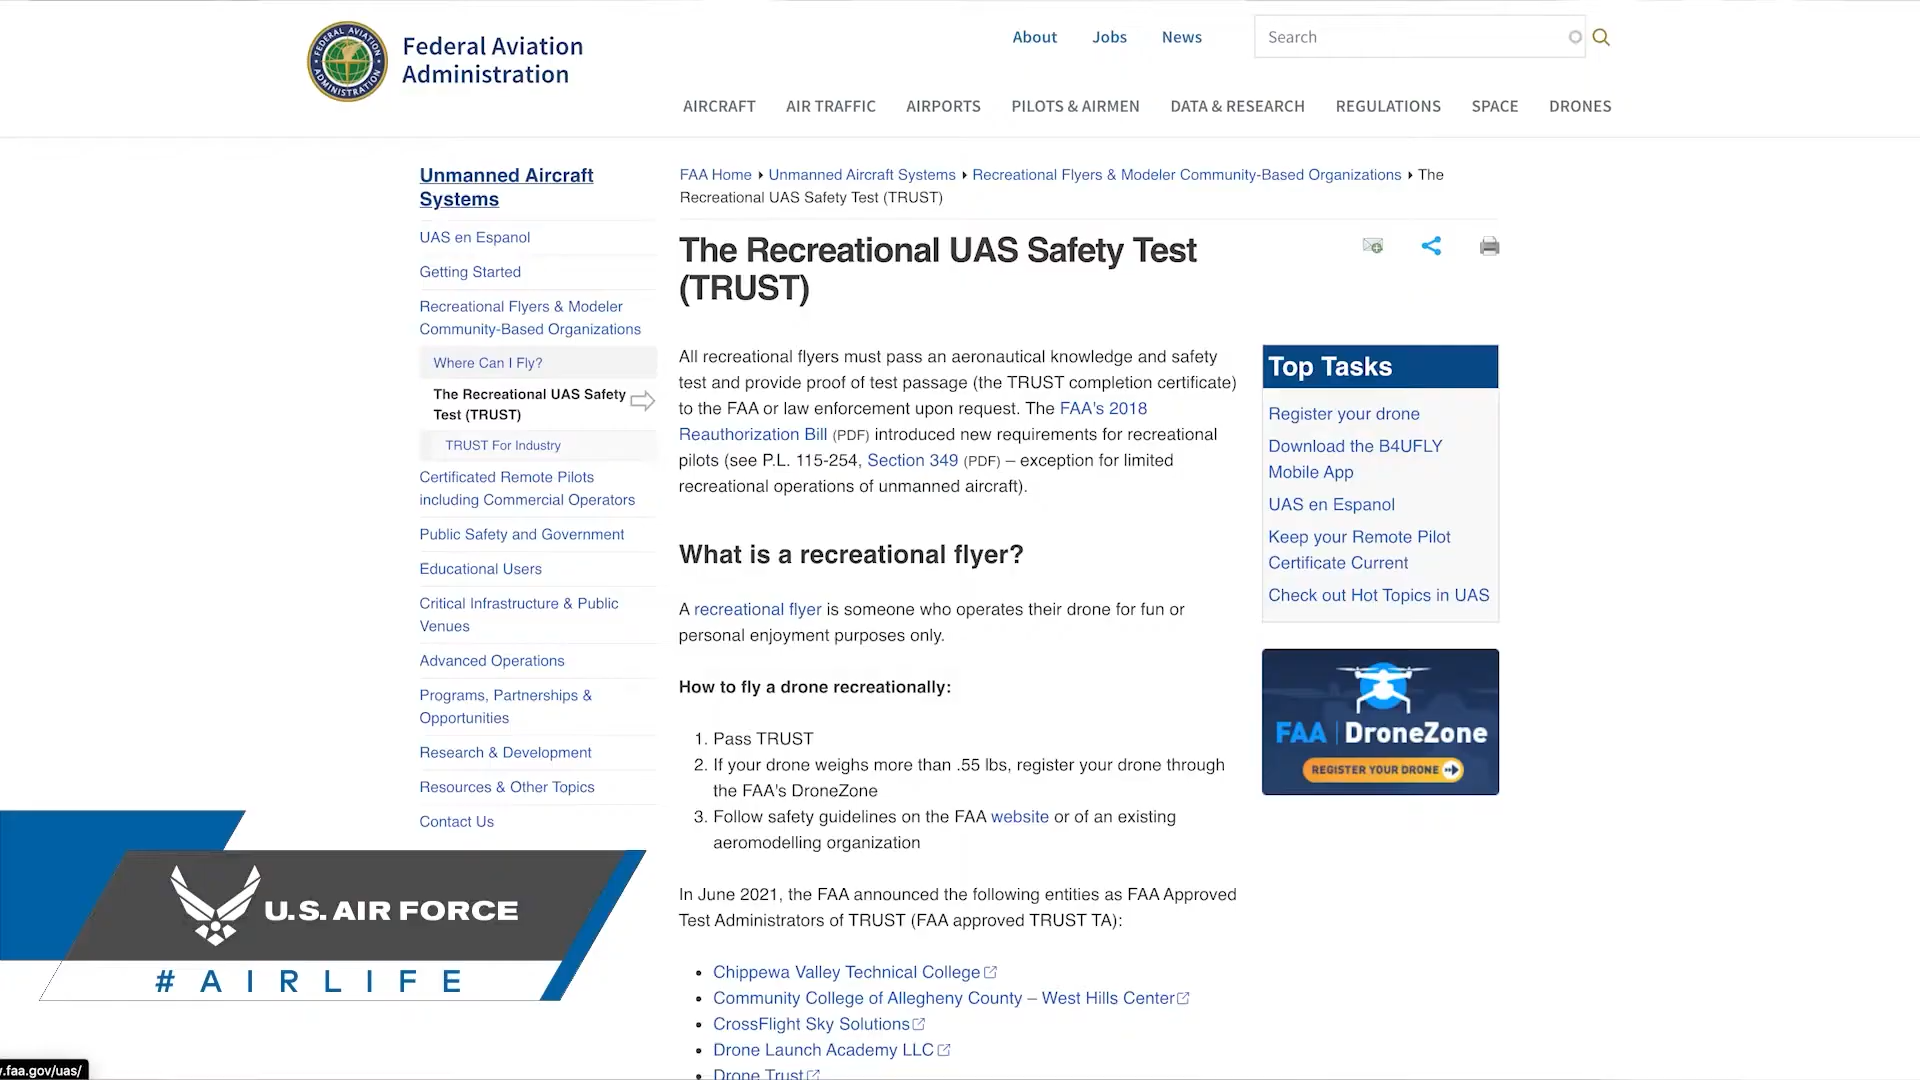 Federal Aviation
Administration
FEDERAL AVIATION
ADMINISTRATION
About
Jobs
News
Search
AIRCRAFT
AIR TRAFFIC
AIRPORTS
PILOTS & AIRMEN
DATA & RESEARCH
REGULATIONS
SPACE
DRONES
Unmanned Aircraft
Systems
UAS en Espanol
Getting Started
Recreational Flyers & Modeler
Community-Based Organizations
Where Can I Fly?
The Recreational UAS Safety
Test (TRUST)
TRUST For Industry
Certificated Remote Pilots
including Commercial Operators
Public Safety and Government
Educational Users
Critical Infrastructure & Public
Venues
Advanced Operations
Programs, Partnerships &
Opportunities
Research & Development
Resources & Other Topics
Contact Us
FAA Home ‣ Unmanned Aircraft Systems ‣ Recreational Flyers & Modeler Community-Based Organizations ‣ The
Recreational UAS Safety Test (TRUST)
The Recreational UAS Safety Test
(TRUST)
All recreational flyers must pass an aeronautical knowledge and safety
test and provide proof of test passage (the TRUST completion certificate)
to the FAA or law enforcement upon request. The FAA's 2018
Reauthorization Bill (PDF) introduced new requirements for recreational
pilots (see P.L. 115-254, Section 349 (PDF) – exception for limited
recreational operations of unmanned aircraft).
What is a recreational flyer?
A recreational flyer is someone who operates their drone for fun or
personal enjoyment purposes only.
How to fly a drone recreationally:
1. Pass TRUST
2. If your drone weighs more than .55 lbs, register your drone through
the FAA's DroneZone
3. Follow safety guidelines on the FAA website or of an existing
aeromodelling organization
In June 2021, the FAA announced the following entities as FAA Approved
Test Administrators of TRUST (FAA approved TRUST TA):
• Chippewa Valley Technical College
• Community College of Allegheny County – West Hills Center
• CrossFlight Sky Solutions
• Drone Launch Academy LLC
• Drone Trust
Top Tasks
Register your drone
Download the B4UFLY
Mobile App
UAS en Espanol
Keep your Remote Pilot
Certificate Current
Check out Hot Topics in UAS
FAA | DroneZone
REGISTER YOUR DRONE
U.S. AIR FORCE
#AIRLIFE
.faa.gov/uas/